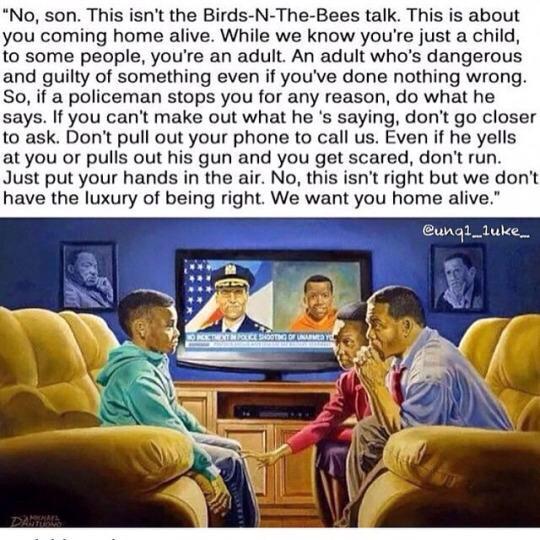 "No, son. This isn't the Birds-N-The-Bees talk. This is about
you coming home alive. While we know you're just a child,
to some people, you're an adult. An adult who's dangerous
and guilty of something even if you've done nothing wrong.
So, if a policeman stops you for any reason, do what he
says. If you can't make out what he 's saying, don't go closer
to ask. Don't pull out your phone to call us. Even if he yells
at you or pulls out his gun and you get scared, don't run.
Just put your hands in the air. No, this isn't right but we don't
have the luxury of being right. We want you home alive."
@unq1_1uke_
NO INDICTMENT IN POLICE SHOOTING OF UNARMED
MICHAEL
D'ANTUONO